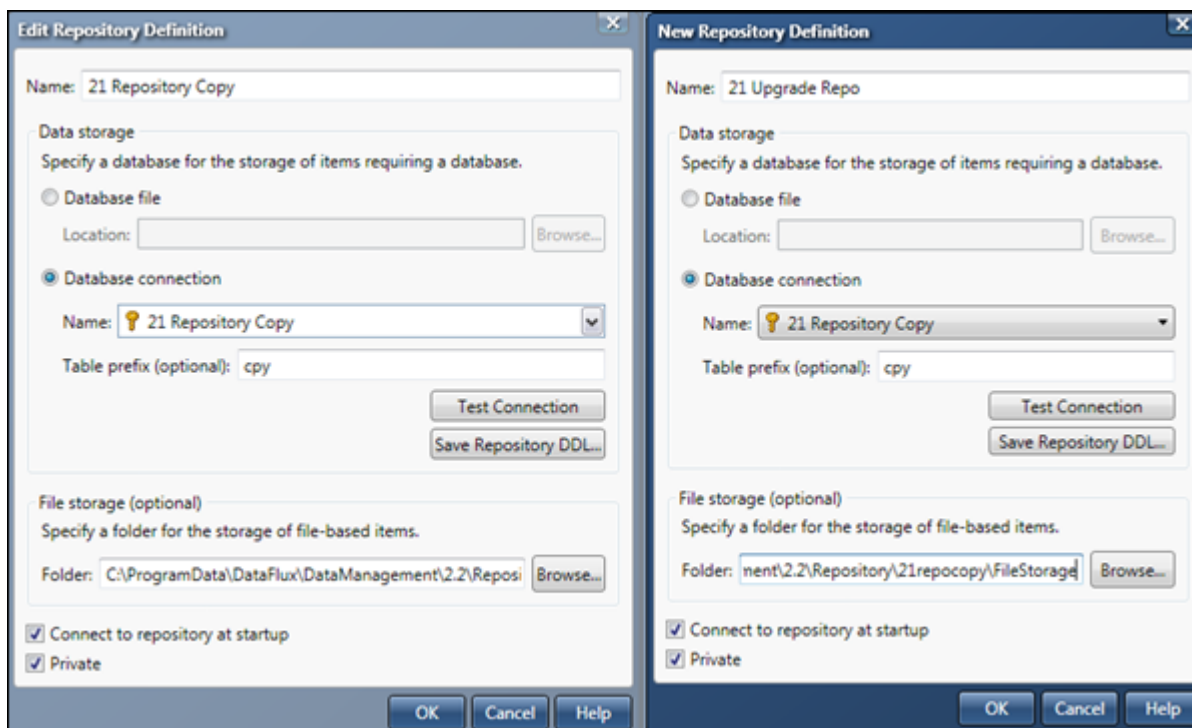 Edit Repository Definition
Name: 21 Repository Copy
Data storage
Specify a database for the storage of items requiring a database.
Database file
Location: Browse...
Database connection
Name: 21 Repository Copy
Table prefix (optional): cpy
Test Connection
Save Repository DDL...
File storage (optional)
Specify a folder for the storage of file-based items.
Folder: C:\ProgramData\DataFlux\DataManagement\2.2\Reposi Browse...
Connect to repository at startup
Private
OK Cancel Help
New Repository Definition
Name: 21 Upgrade Repo
Data storage
Specify a database for the storage of items requiring a database.
Database file
Location: Browse...
Database connection
Name: 21 Repository Copy
Table prefix (optional): cpy
Test Connection
Save Repository DDL...
File storage (optional)
Specify a folder for the storage of file-based items.
Folder: nent\2.2\Repository\21repocopy\FileStorage Browse...
Connect to repository at startup
Private
OK Cancel Help